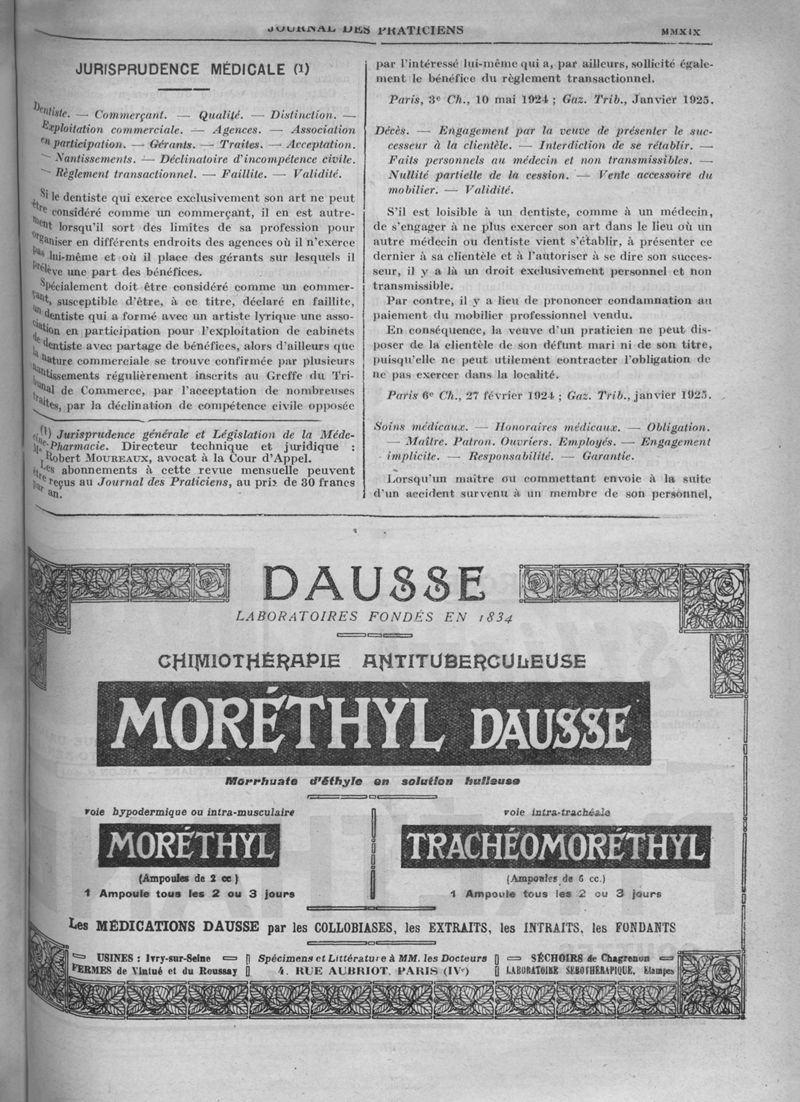 JOURNAL DES PRATICIENS
MMXIX
JURISPRUDENCE MÉDICALE (1)
Dentiste. — Commerçant. — Qualité. — Distinction. —
Exploitation commerciale. — Agences. — Association
en participation. — Gérants. — Traites. — Acceptation.
— Nantissements. — Déclinatoire d'incompétence civile.
— Règlement transactionnel. — Faillite. — Validité.
Si le dentiste qui exerce exclusivement son art ne peut
être considéré comme un commerçant, il en est autre-
ment lorsqu'il sort des limites de sa profession pour
organiser en différents endroits des agences où il n'exerce
pas lui-même et où il place des gérants sur lesquels il
prélève une part des bénéfices.
Spécialement doit être considéré comme un commer-
çant, susceptible d'être, à ce titre, déclaré en faillite,
un dentiste qui a formé avec un artiste lyrique une asso-
ciation en participation pour l'exploitation de cabinets
de dentiste avec partage de bénéfices, alors d'ailleurs que
la nature commerciale se trouve confirmée par plusieurs
nantissements régulièrement inscrits au Greffe du Tri-
bunal de Commerce, par l'acceptation de nombreuses
traites, par la déclination de compétence civile opposée
(1) Jurisprudence générale et Législation de la Méde-
cine-Pharmacie. Directeur technique et juridique :
M. Robert MOUREAUX, avocat à la Cour d'Appel.
Les abonnements à cette revue mensuelle peuvent
être reçus au Journal des Praticiens, au prix de 30 francs
par an.
par l'intéressé lui-même qui a, par ailleurs, sollicité égale-
ment le bénéfice du règlement transactionnel.
Paris, 3e Ch., 10 mai 1924 ; Gaz. Trib., Janvier 1925.
Décès. — Engagement par la veuve de présenter le suc-
cesseur à la clientèle. — Interdiction de se rétablir. —
Faits personnels au médecin et non transmissibles. —
Nullité partielle de la cession. — Vente accessoire du
mobilier. — Validité.
S'il est loisible à un dentiste, comme à un médecin,
de s'engager à ne plus exercer son art dans le lieu où un
autre médecin ou dentiste vient s'établir, à présenter ce
dernier à sa clientèle et à l'autoriser à se dire son succes-
seur, il y a là un droit exclusivement personnel et non
transmissible.
Par contre, il y a lieu de prononcer condamnation au
paiement du mobilier professionnel vendu.
En conséquence, la veuve d'un praticien ne peut dis-
poser de la clientèle de son défunt mari ni de son titre,
puisqu'elle ne peut utilement contracter l'obligation de
ne pas exercer dans la localité.
Paris 6e Ch., 27 février 1924 ; Gaz. Trib., janvier 1925.
Soins médicaux. — Honoraires médicaux. — Obligation.
— Maître. Patron. Ouvriers. Employés. — Engagement
implicite. — Responsabilité. — Garantie.
Lorsqu'un maître ou commettant envoie à la suite
d'un accident survenu à un membre de son personnel,
DAUSSE
LABORATOIRES FONDÉS EN 1834
CHIMIOTHÉRAPIE ANTITUBERCULEUSE
MORÉTHYL DAUSSE
Morrhuate d'Éthyle en solution huileuse
voie hypodermique ou intra-musculaire
MORÉTHYL
(Ampoules de 2 cc)
1 Ampoule tous les 2 ou 3 jours
voie intra-trachéale
TRACHÉOMORÉTHYL
(Ampoules de 5 cc.)
1 Ampoule tous les 2 ou 3 jours
Les MÉDICATIONS DAUSSE par les COLLOBIASES, les EXTRAITS, les INTRAITS, les FONDANTS
USINES : Ivry-sur-Seine
FERMES de Vintué et du Roussay
Spécimens et Littérature à MM. les Docteurs
4, RUE AUBRIOT, PARIS (IVe)
SÉCHOIRS de Chagrenon
LABORATOIRE SEROTHÉRAPIQUE, Etampes